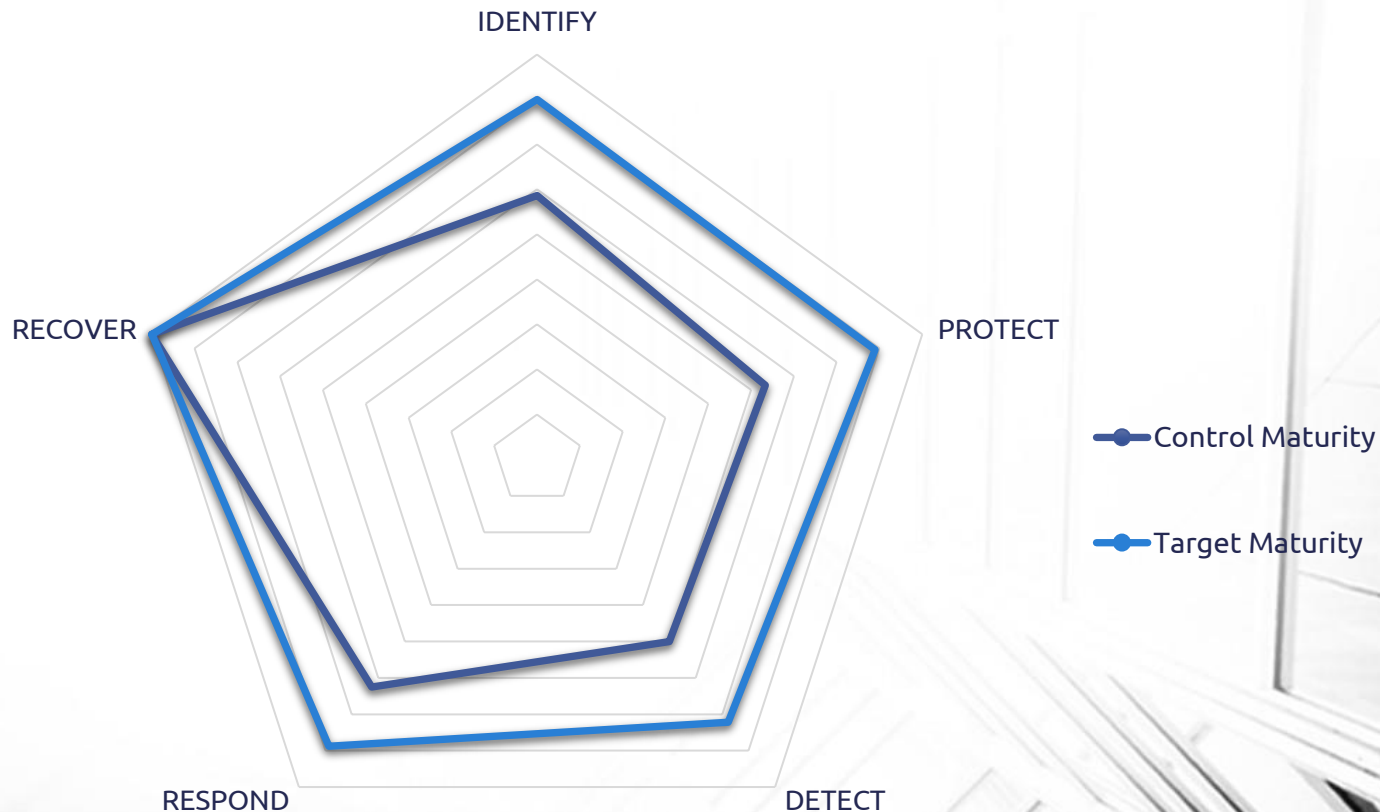 IDENTIFY
RECOVER
PROTECT
Control Maturity
Target Maturity
RESPOND
DETECT